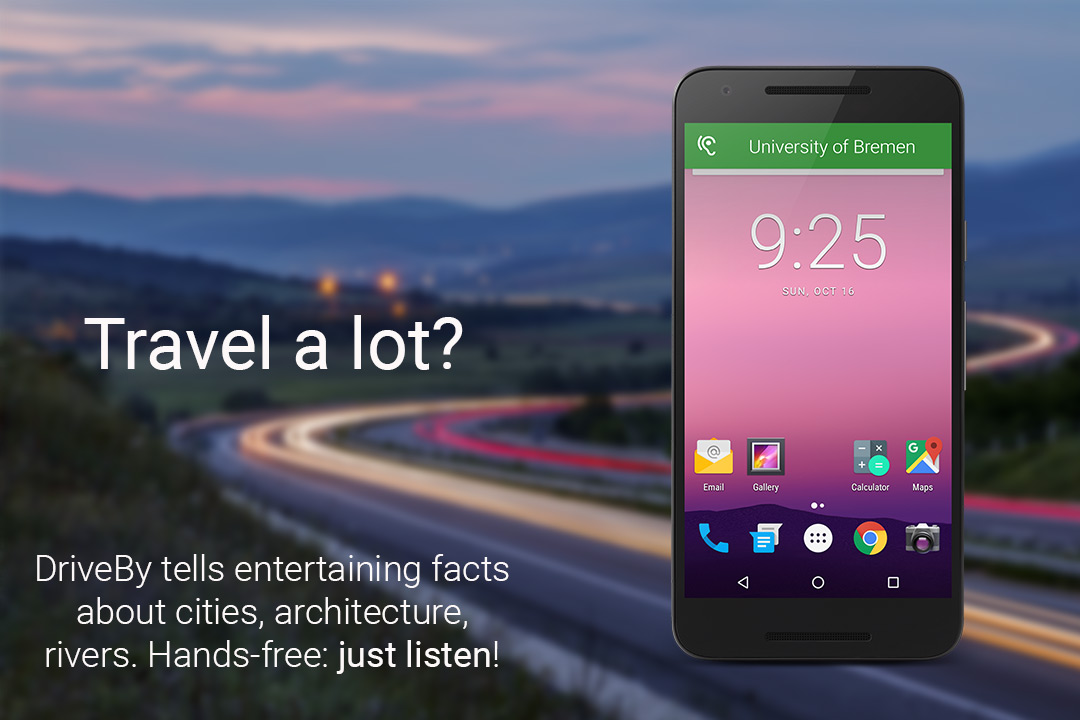 Travel a lot?
DriveBy tells entertaining facts
about cities, architecture,
rivers. Hands-free: just listen!
University of Bremen
9:25
SUN, OCT 16
@
Email
Gallery
Calculator
G
Maps